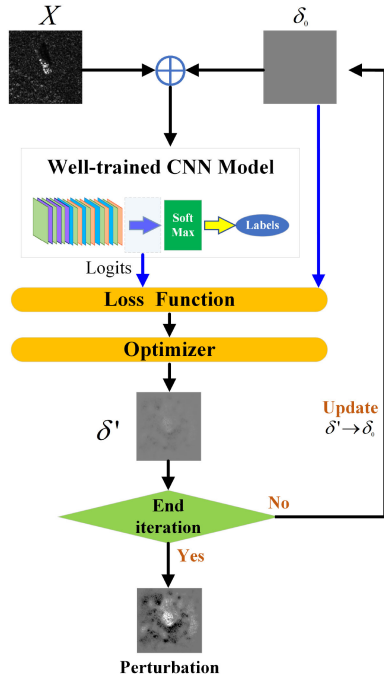 X
δ₀
Well-trained CNN Model
Soft
Max
Labels
Logits
Loss Function
Optimizer
δ'
Update
δ'→δ₀
End
iteration
No
Yes
Perturbation